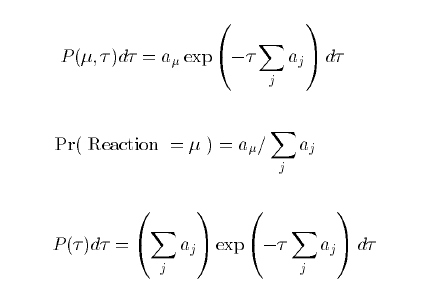 P(μ, τ)dτ = a_μ exp(−τ ∑_j a_j) dτ
Pr( Reaction = μ ) = a_μ / ∑_j a_j
P(τ)dτ = (∑_j a_j) exp(−τ ∑_j a_j) dτ